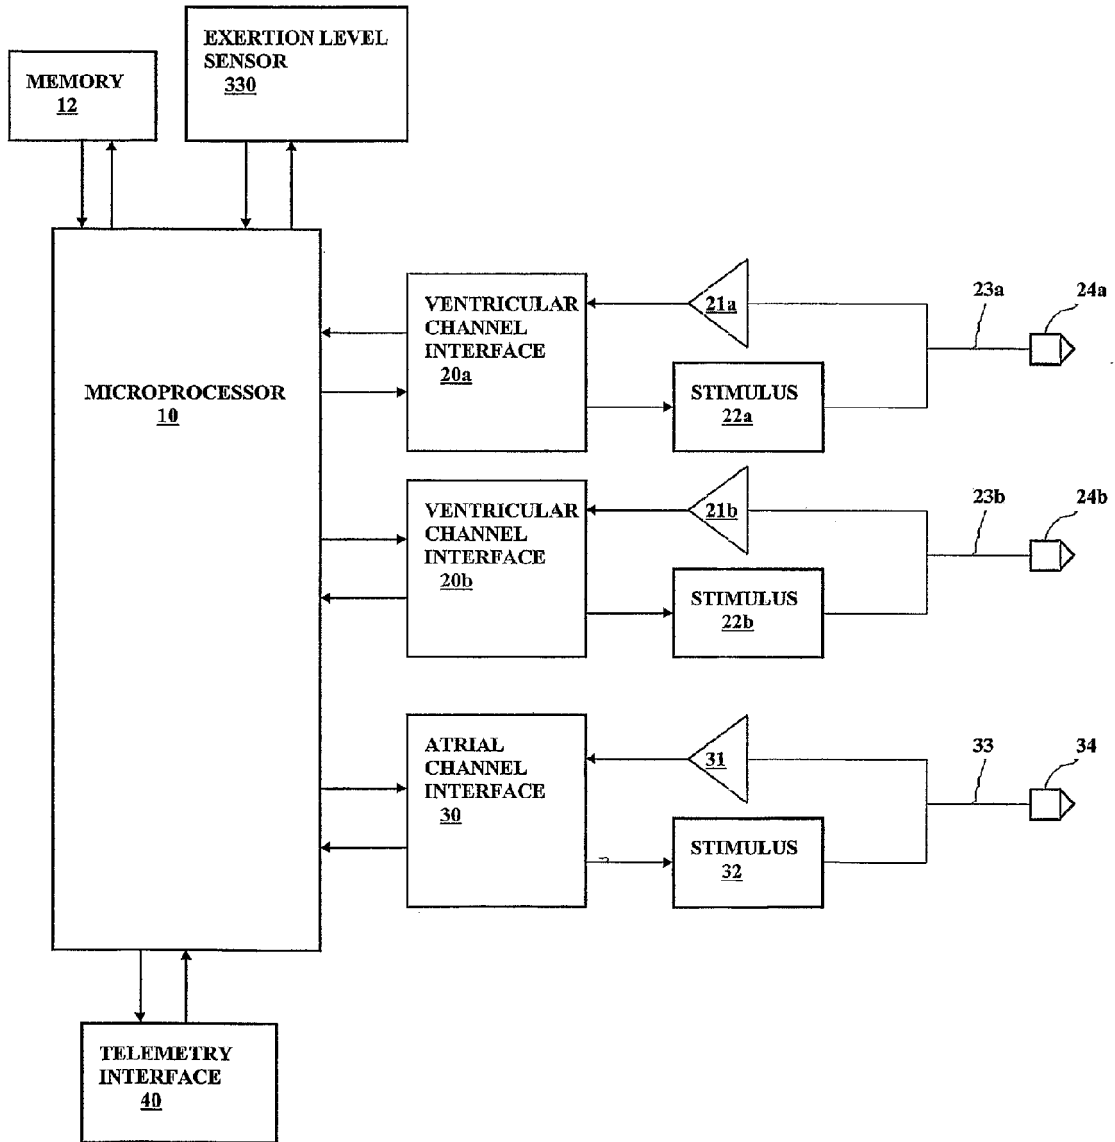 EXERTION LEVEL
SENSOR
330
MEMORY
12
MICROPROCESSOR
10
VENTRICULAR
CHANNEL
INTERFACE
20a
21a
STIMULUS
22a
23a
24a
VENTRICULAR
CHANNEL
INTERFACE
20b
21b
STIMULUS
22b
23b
24b
ATRIAL
CHANNEL
INTERFACE
30
31
STIMULUS
32
33
34
TELEMETRY
INTERFACE
40